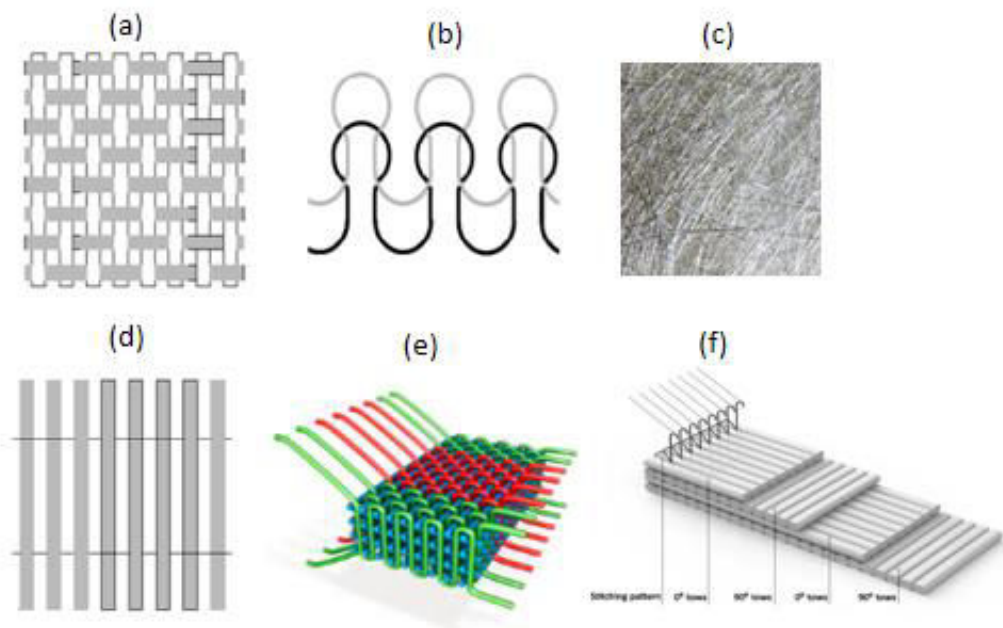 (a)
(b)
(c)
(d)
(e)
(f)
Stitching pattern 0° tows 90° tows 0° tows 90° tows